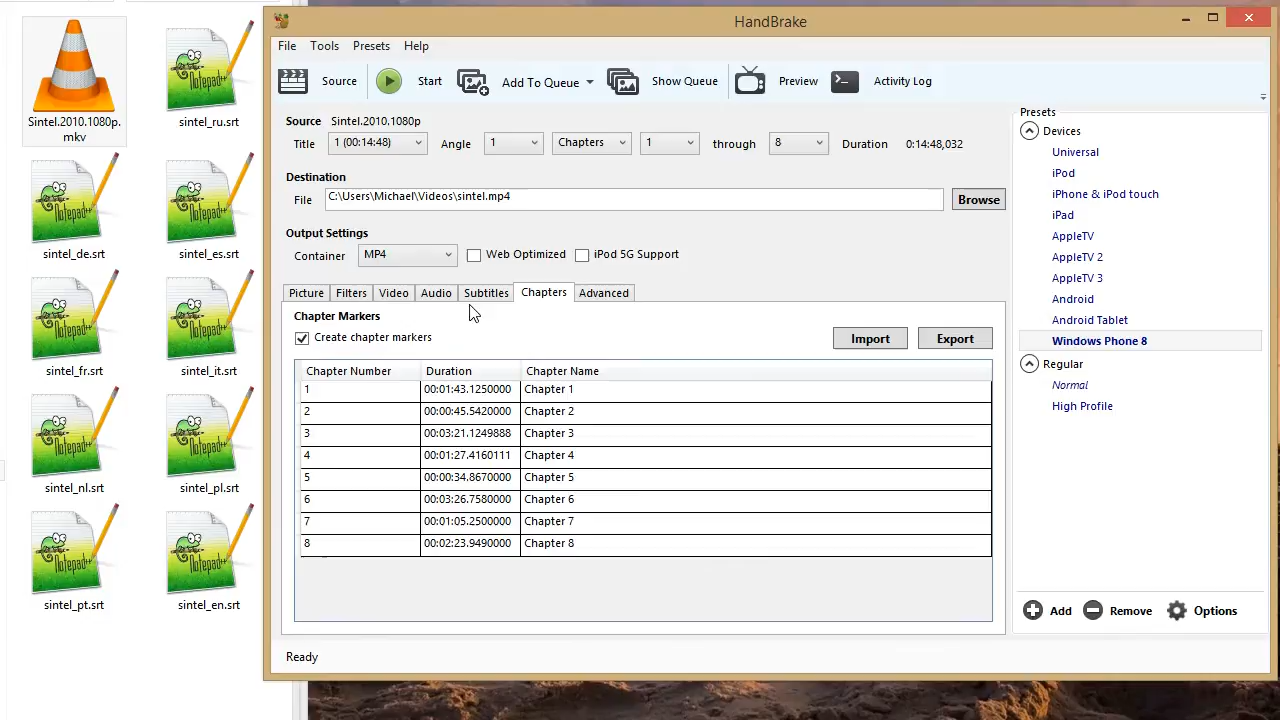 Sintel.2010.1080p.
mkv
sintel_ru.srt
sintel_de.srt
sintel_es.srt
sintel_fr.srt
sintel_it.srt
sintel_nl.srt
sintel_pl.srt
sintel_pt.srt
sintel_en.srt
Notepad++
Notepad++
Notepad++
Notepad++
Notepad++
Notepad++
Notepad++
Notepad++
Notepad++
HandBrake
File Tools Presets Help
Source Start Add To Queue Show Queue Preview Activity Log
Source Sintel.2010.1080p
Title 1 (00:14:48) Angle 1 Chapters 1 through 8 Duration 0:14:48,032
Destination
File C:\Users\Michael\Videos\sintel.mp4 Browse
Output Settings
Container MP4 Web Optimized iPod 5G Support
Picture Filters Video Audio Subtitles Chapters Advanced
Chapter Markers
Create chapter markers Import Export
Chapter Number Duration Chapter Name
1 00:01:43.1250000 Chapter 1
2 00:00:45.5420000 Chapter 2
3 00:03:21.1249888 Chapter 3
4 00:01:27.4160111 Chapter 4
5 00:00:34.8670000 Chapter 5
6 00:03:26.7580000 Chapter 6
7 00:01:05.2500000 Chapter 7
8 00:02:23.9490000 Chapter 8
Ready
Presets
Devices
Universal
iPod
iPhone & iPod touch
iPad
AppleTV
AppleTV 2
AppleTV 3
Android
Android Tablet
Windows Phone 8
Regular
Normal
High Profile
Add Remove Options